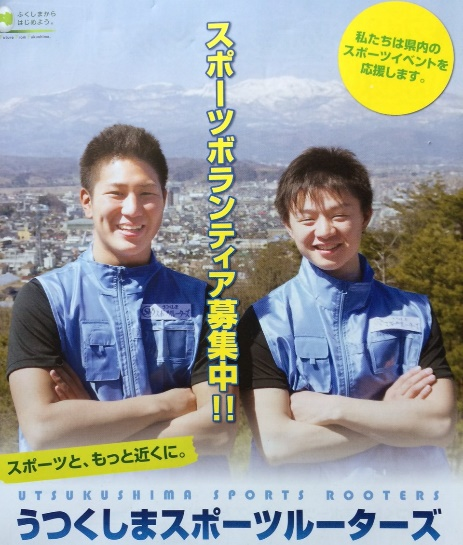 ふくしまから
はじめよう。
私たちは県内の
スポーツイベントを
応援します。
スポーツボランティア募集中!!
スポーツと、もっと近くに。
UTSUKUSHIMA SPORTS ROOTERS
うつくしまスポーツルーターズ